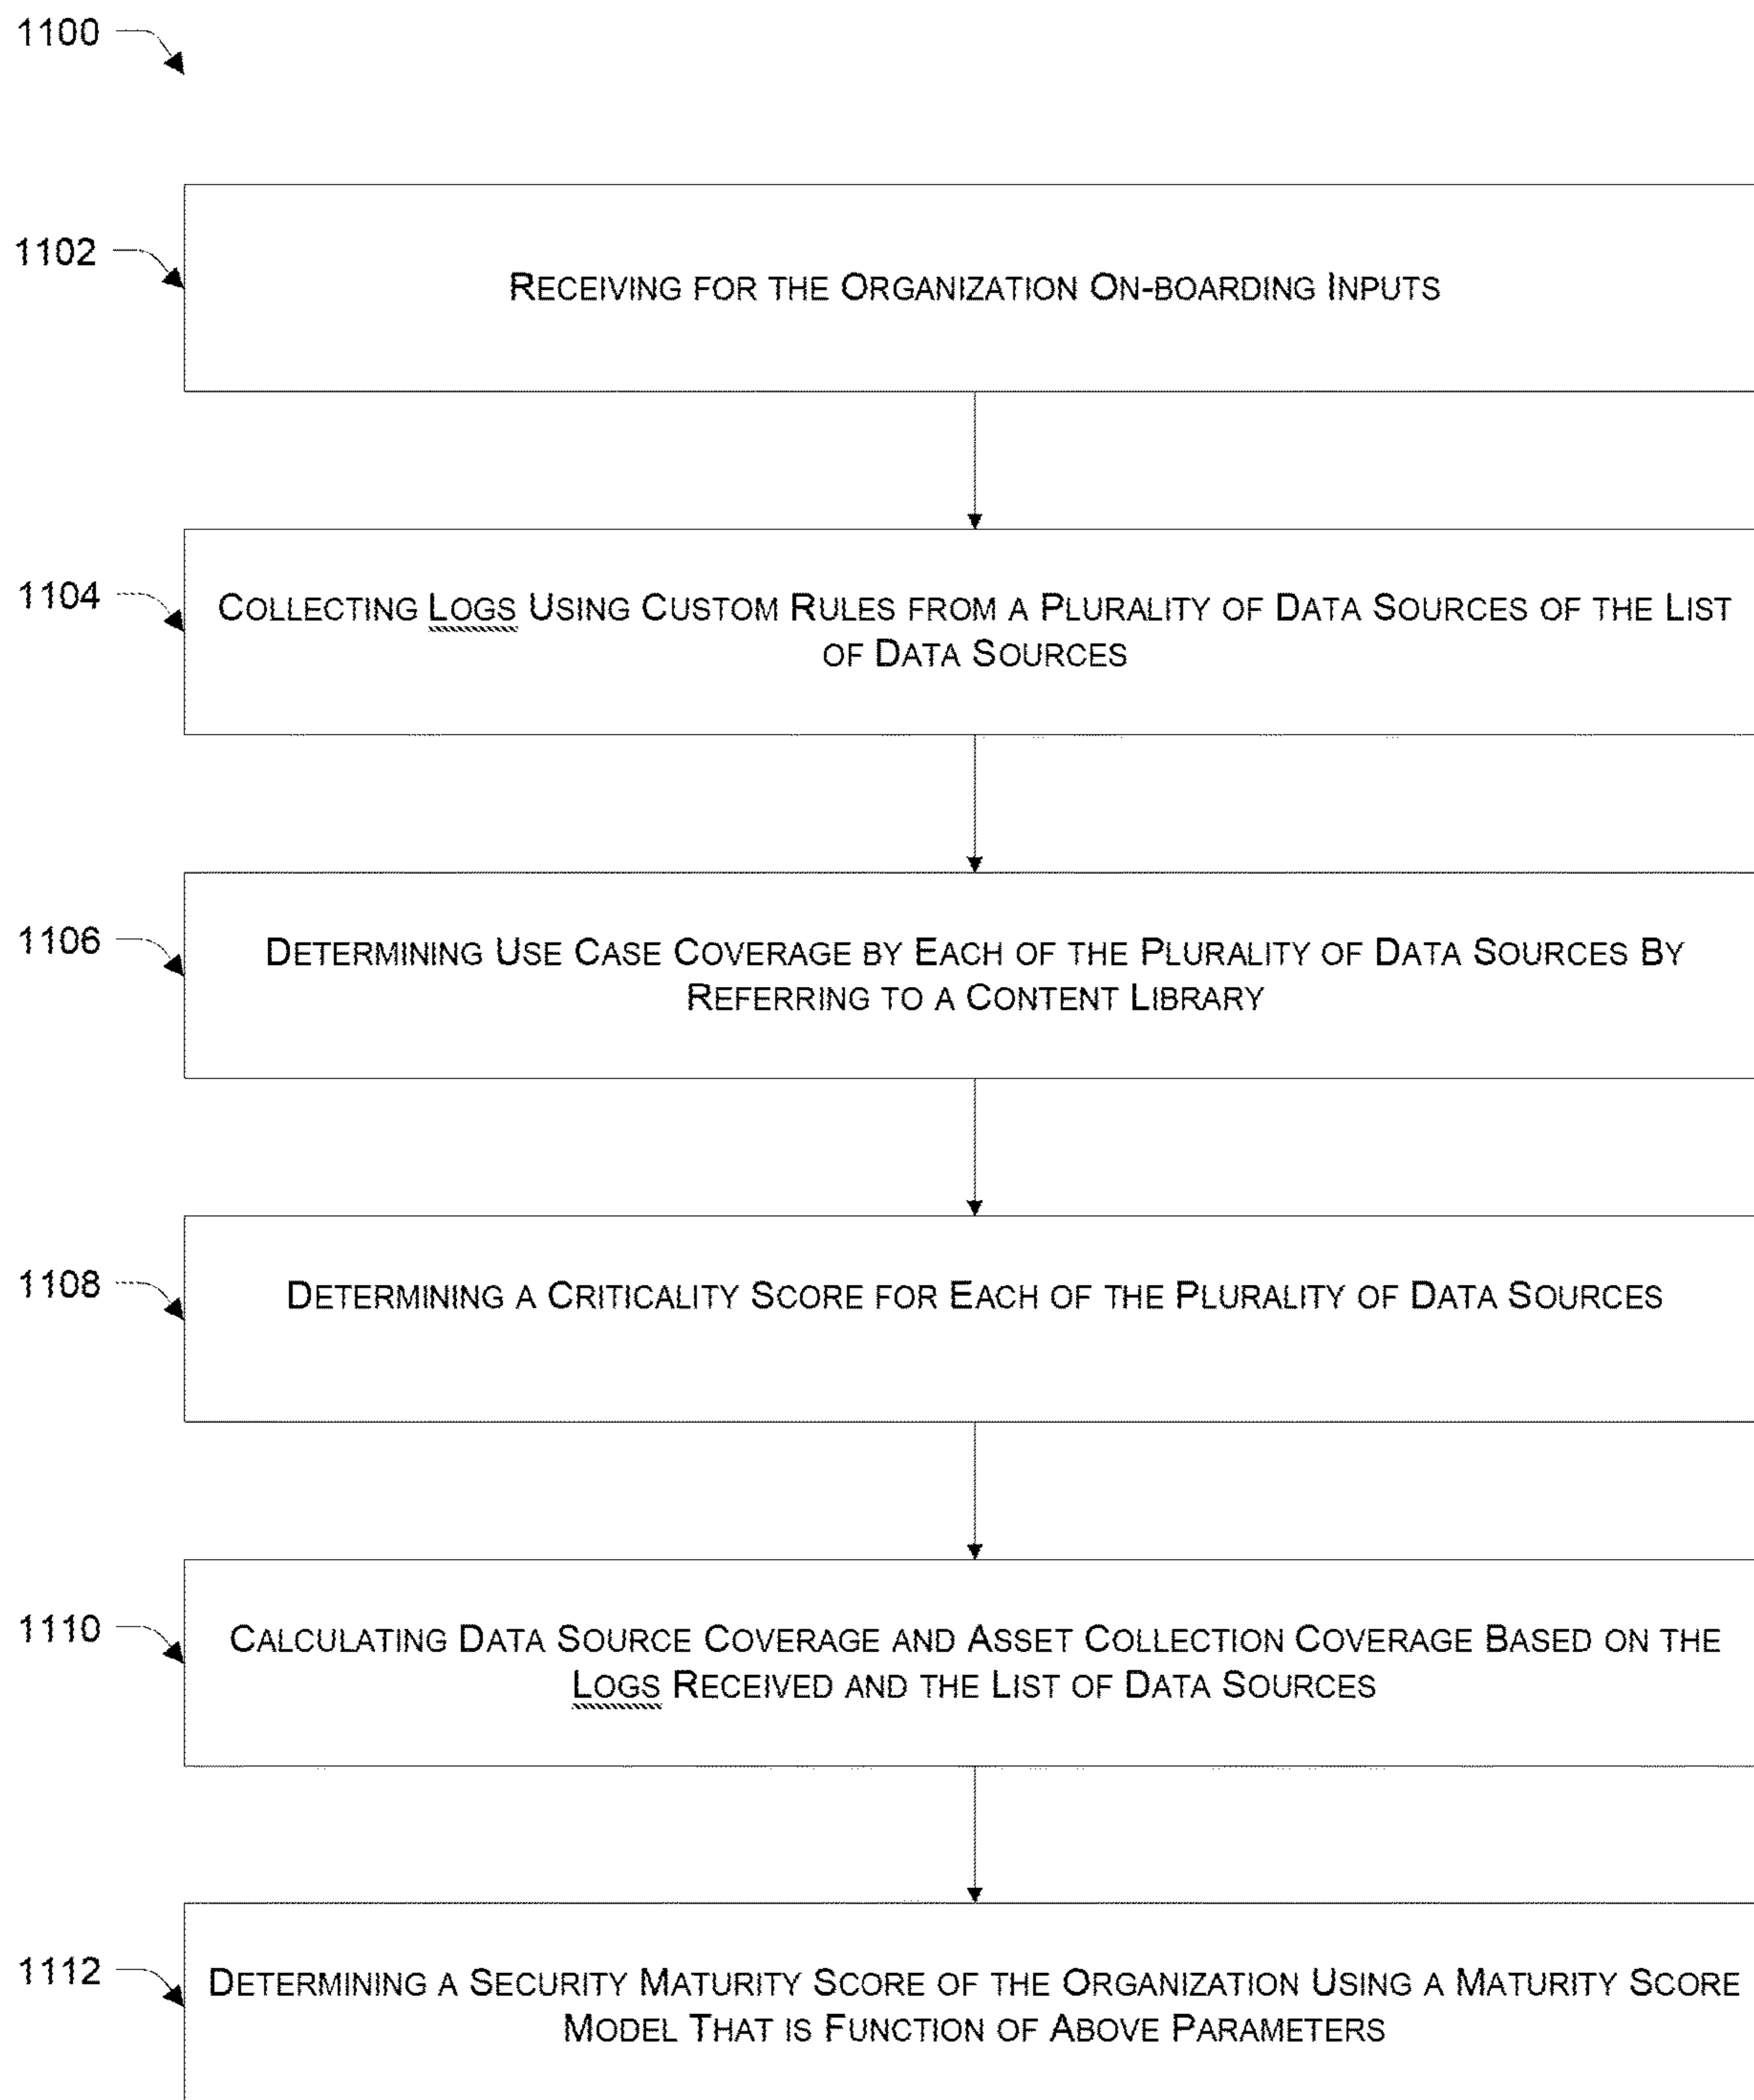 1100
1102
RECEIVING FOR THE ORGANIZATION ON-BOARDING INPUTS
1104
COLLECTING LOGS USING CUSTOM RULES FROM A PLURALITY OF DATA SOURCES OF THE LIST
OF DATA SOURCES
1106
DETERMINING USE CASE COVERAGE BY EACH OF THE PLURALITY OF DATA SOURCES BY
REFERRING TO A CONTENT LIBRARY
1108
DETERMINING A CRITICALITY SCORE FOR EACH OF THE PLURALITY OF DATA SOURCES
1110
CALCULATING DATA SOURCE COVERAGE AND ASSET COLLECTION COVERAGE BASED ON THE
LOGS RECEIVED AND THE LIST OF DATA SOURCES
1112
DETERMINING A SECURITY MATURITY SCORE OF THE ORGANIZATION USING A MATURITY SCORE
MODEL THAT IS FUNCTION OF ABOVE PARAMETERS